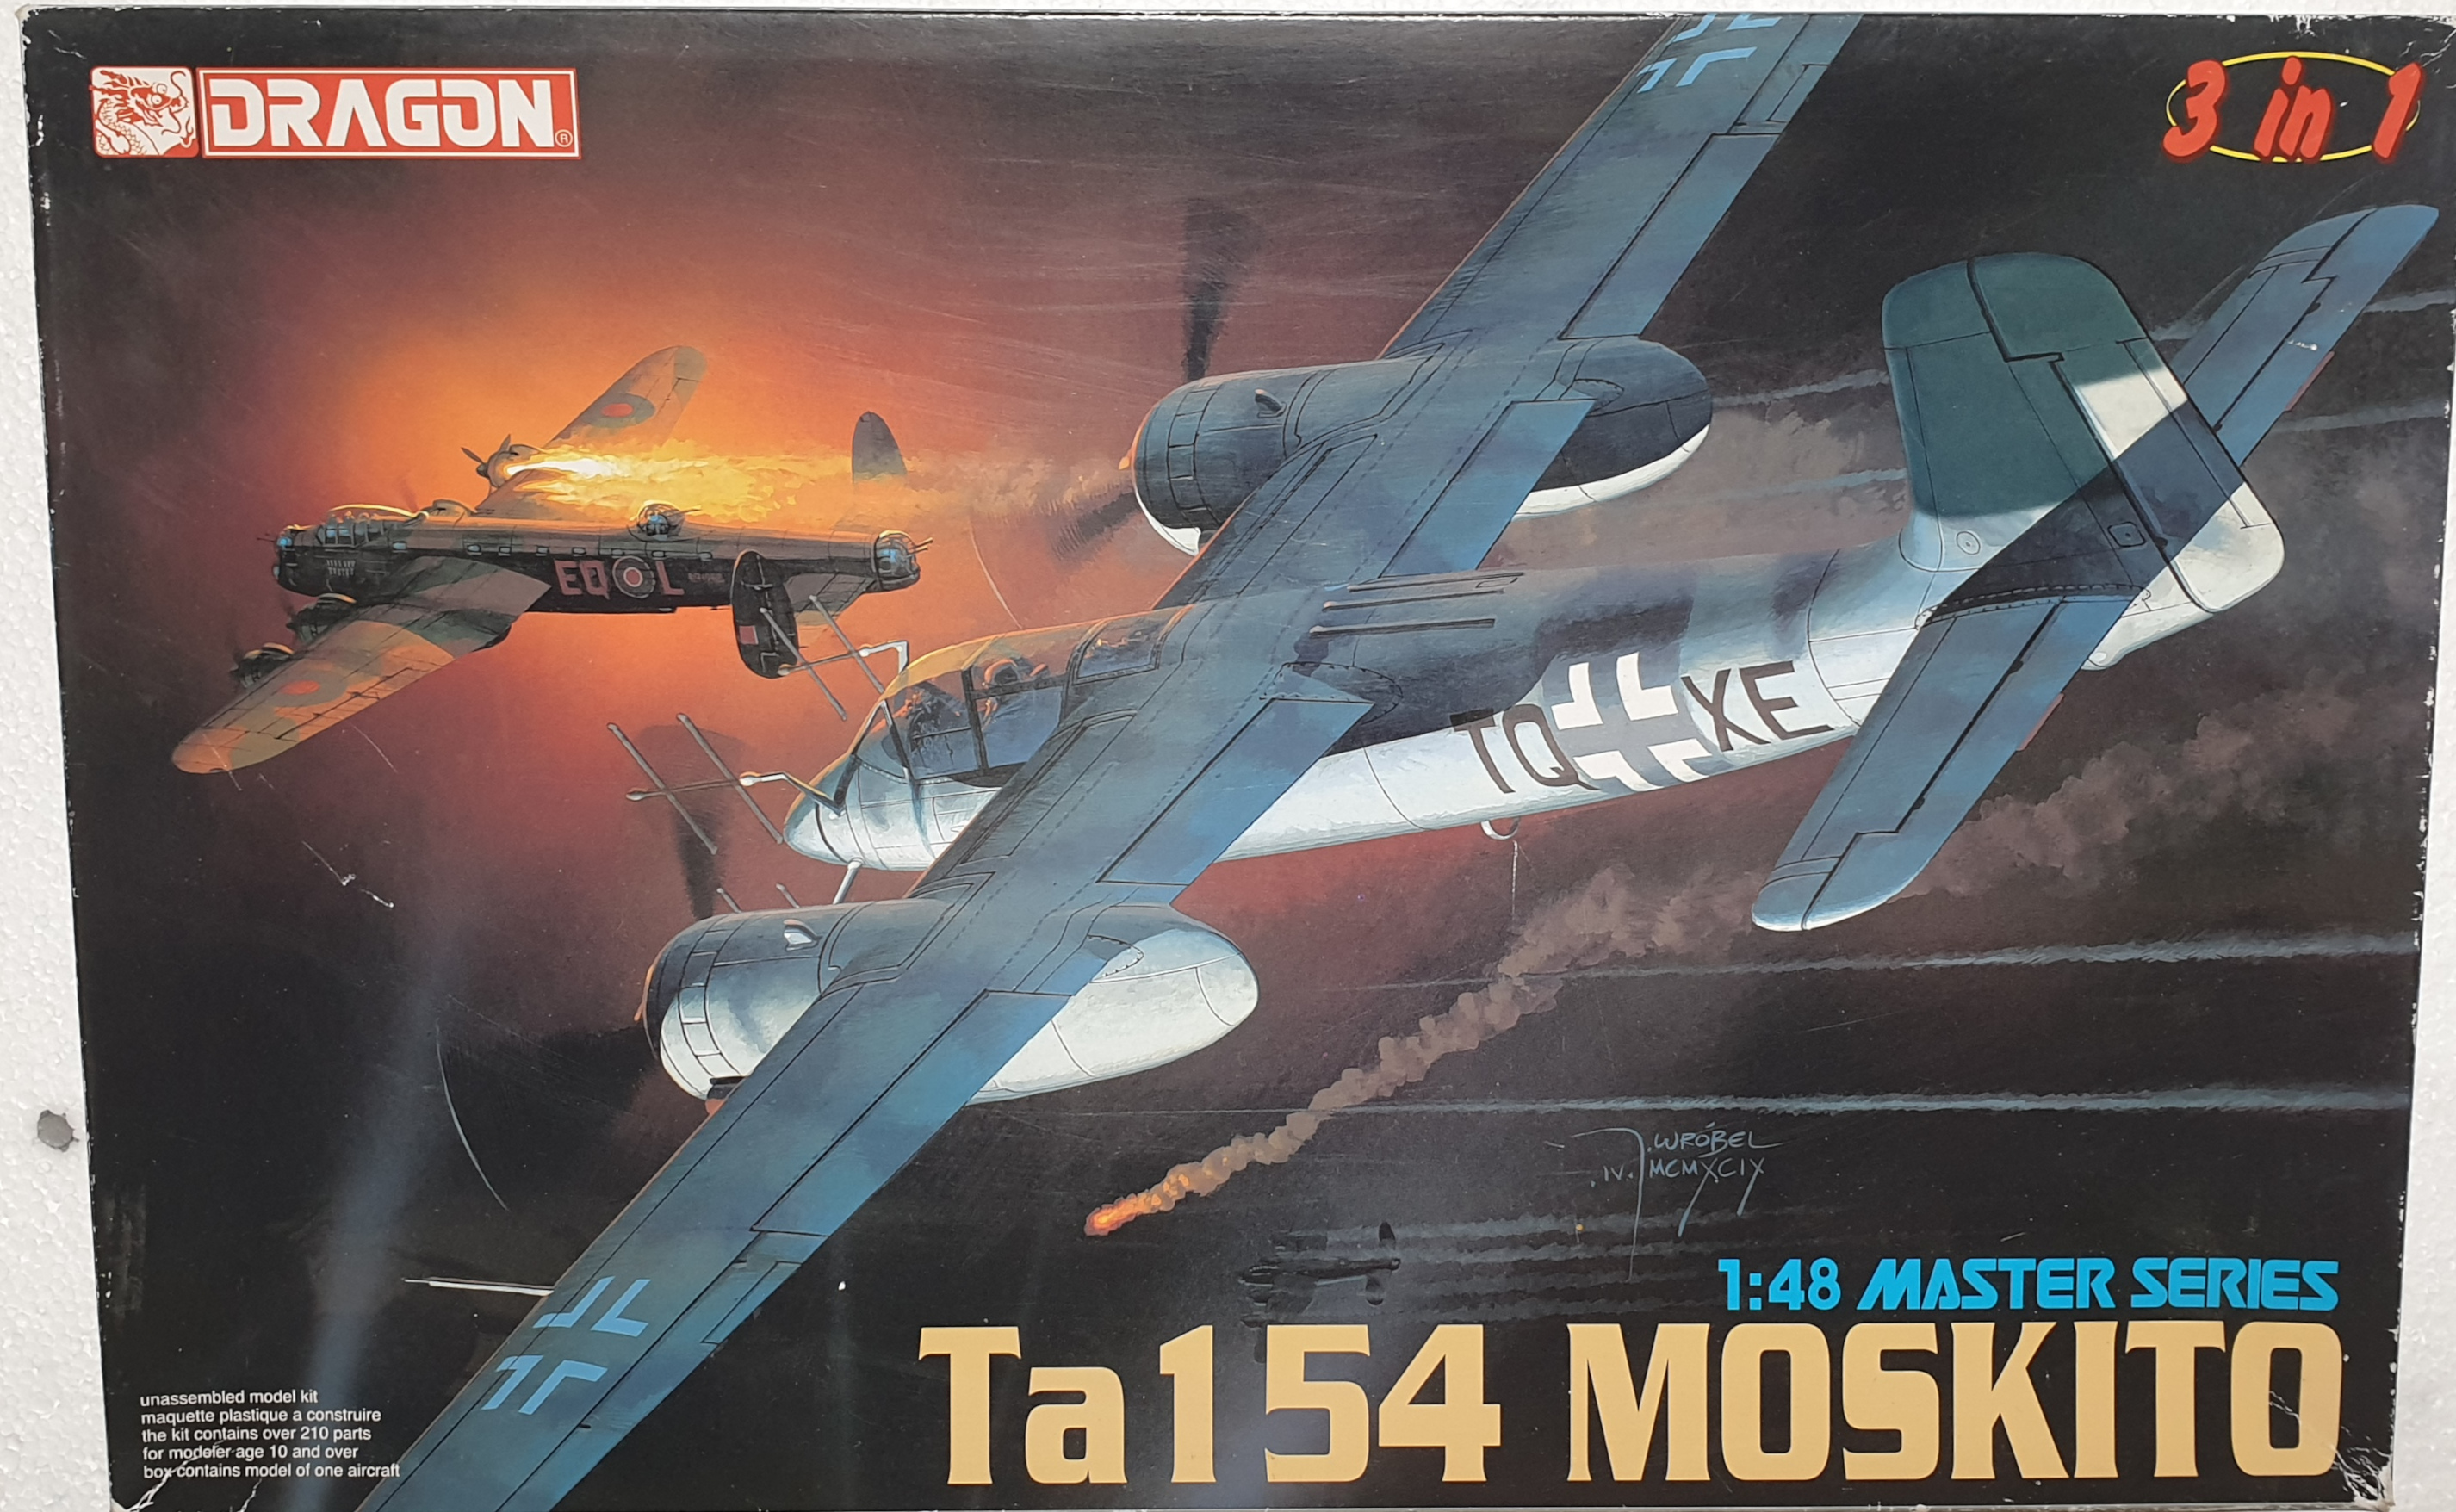 DRAGON®
3 in 1
EQ L
TQ XE
J.WRÓBEL
.IV. MCMXCIX
1:48 MASTER SERIES
Ta154 MOSKITO
unassembled model kit
maquette plastique a construire
the kit contains over 210 parts
for modeler age 10 and over
box contains model of one aircraft